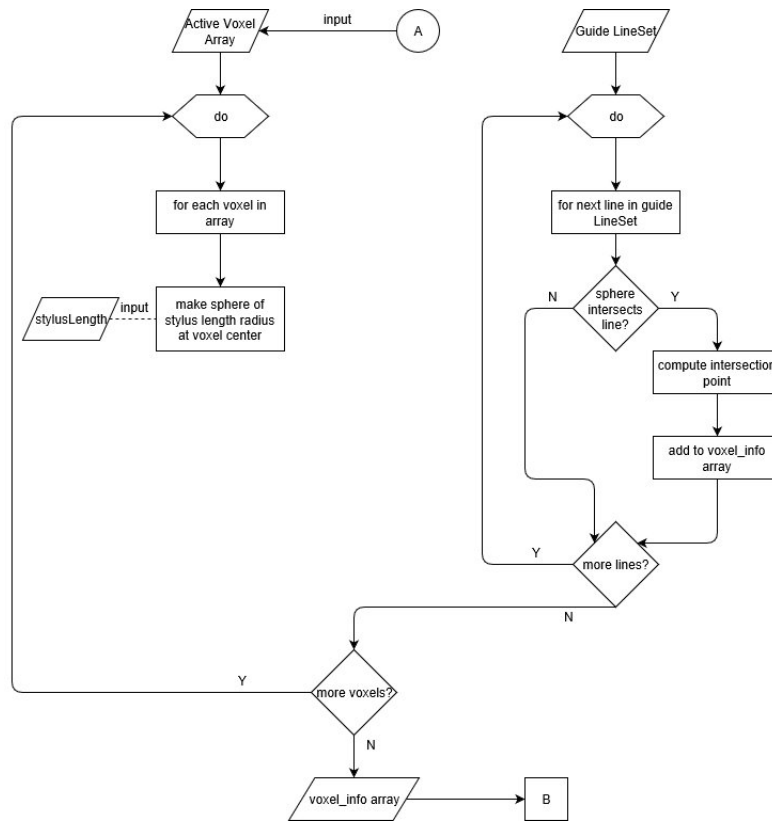 Active Voxel
Array
input
A
do
for each voxel in
array
stylusLength
input
make sphere of
stylus length radius
at voxel center
Guide LineSet
do
for next line in guide
LineSet
N
sphere
intersects
line?
Y
compute intersection
point
add to voxel_info
array
Y
more lines?
N
Y
more voxels?
N
voxel_info array
B